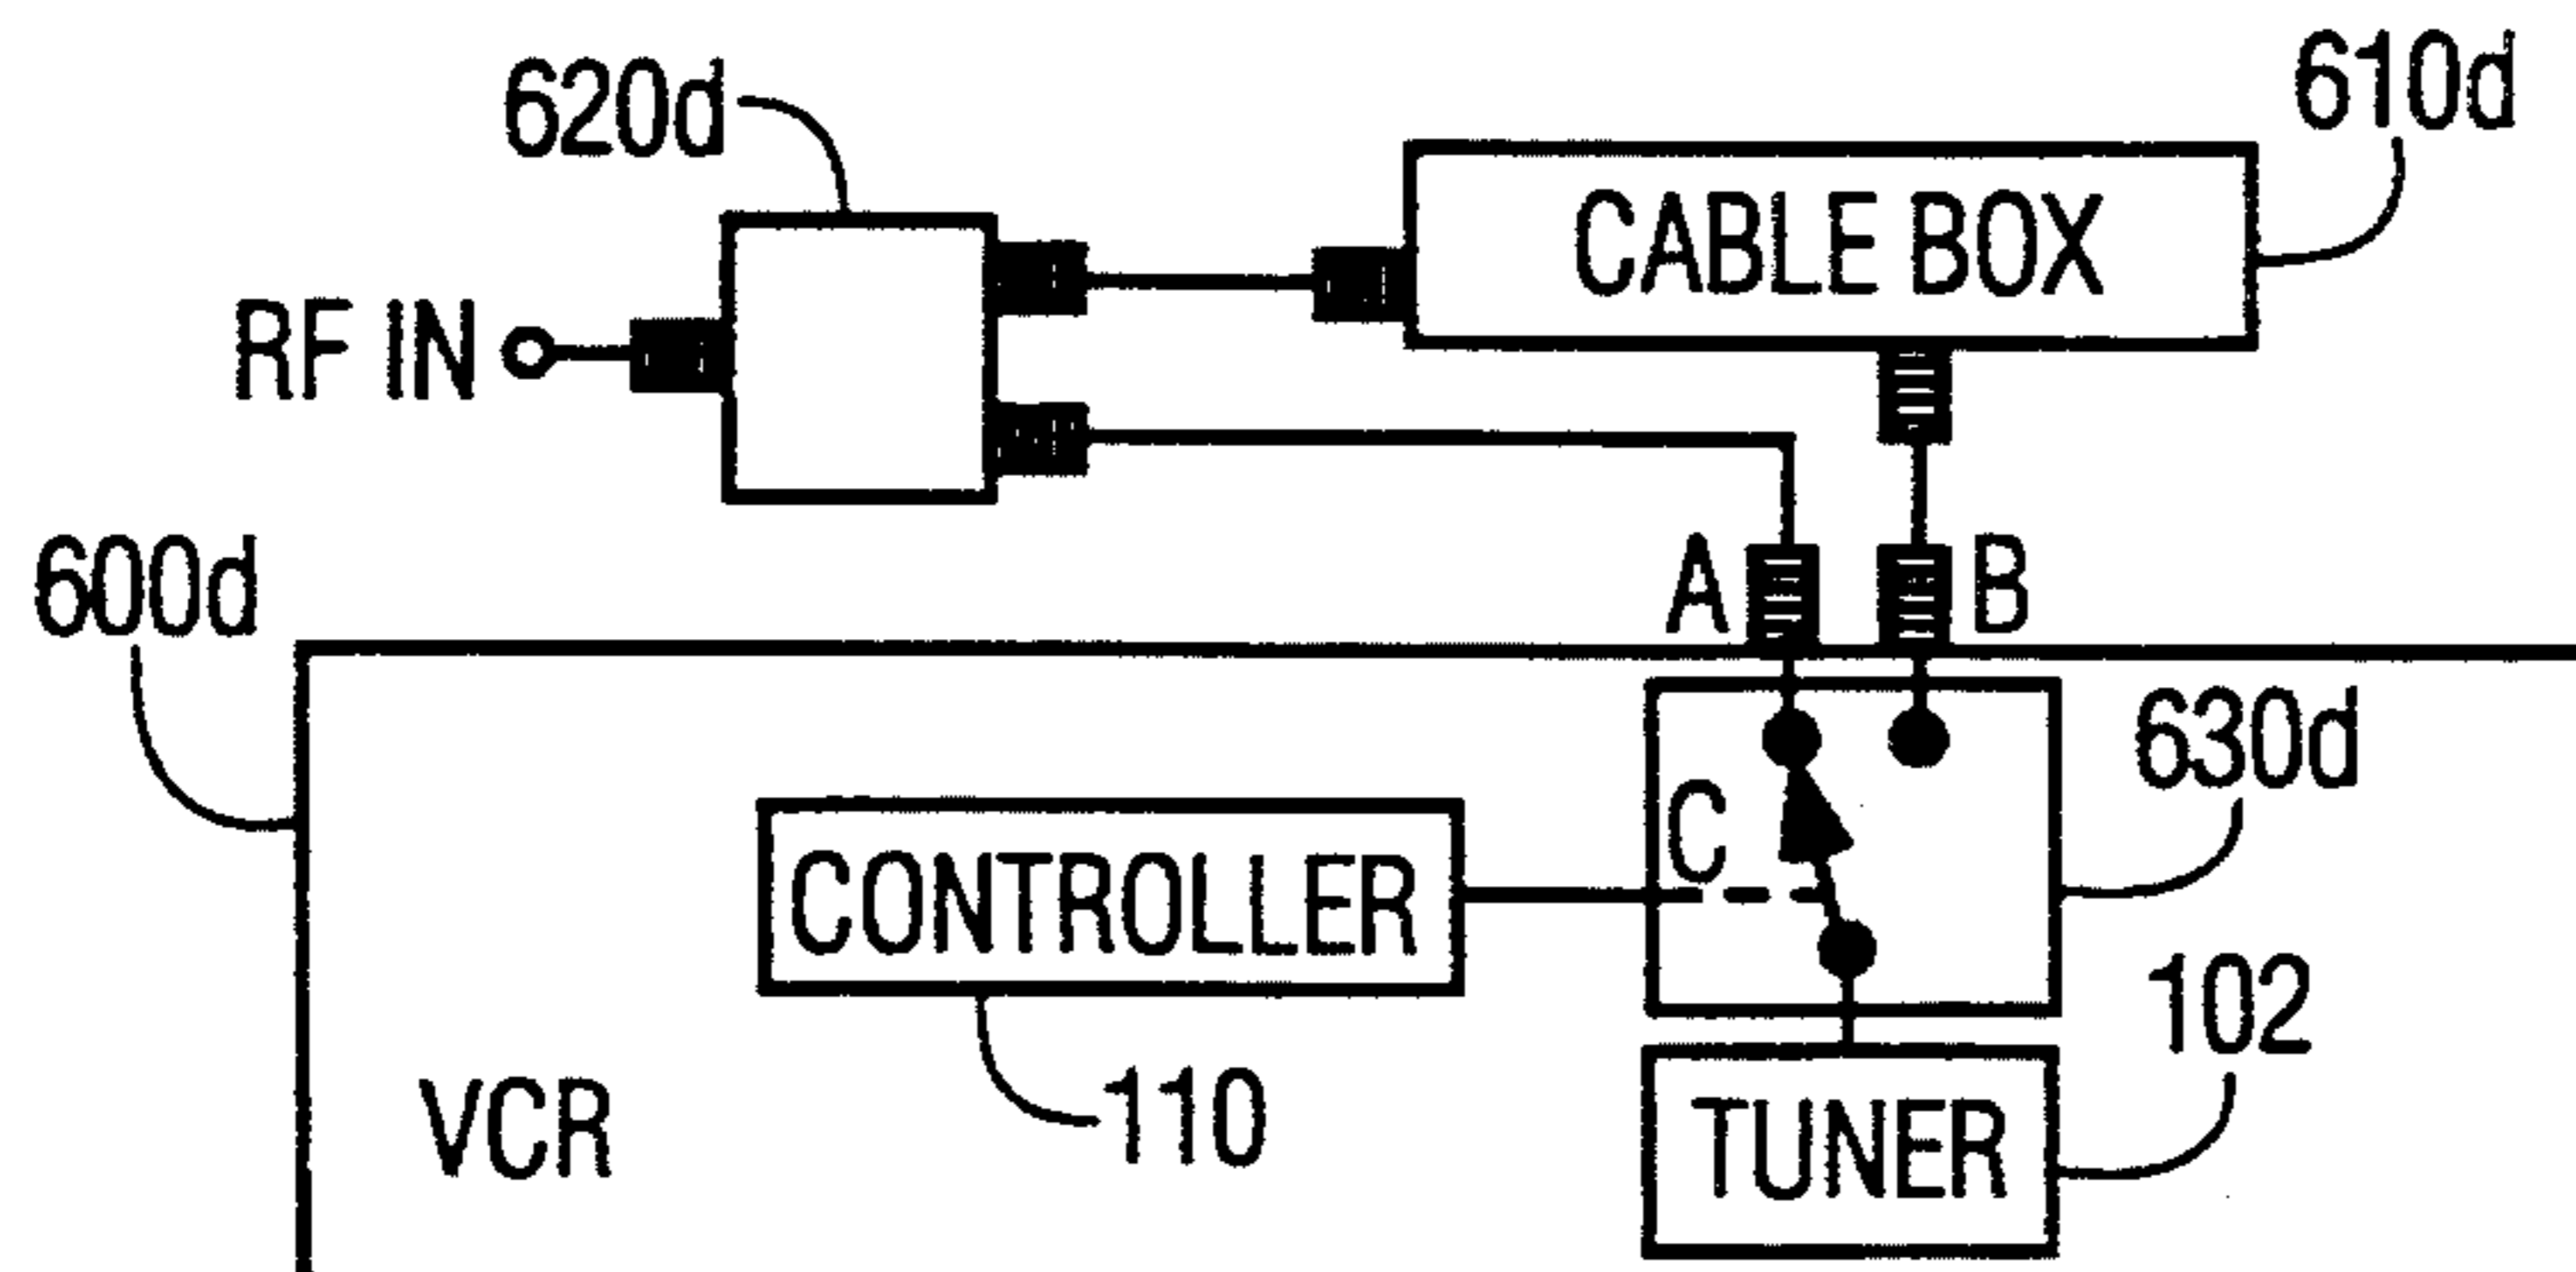 620d
610d
CABLE BOX
RF IN
600d
A
B
630d
C
CONTROLLER
102
110
TUNER
VCR